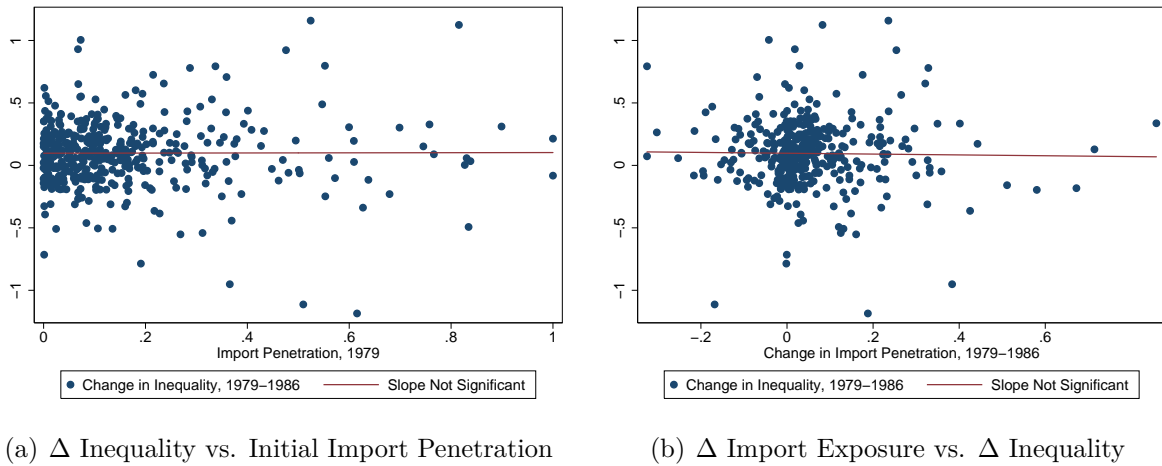 1
.5
0
-.5
-1
0 .2 .4 .6 .8 1
Import Penetration, 1979
Change in Inequality, 1979−1986 Slope Not Significant
(a) Δ Inequality vs. Initial Import Penetration
1
.5
0
-.5
-1
−.2 0 .2 .4 .6
Change in Import Penetration, 1979−1986
Change in Inequality, 1979−1986 Slope Not Significant
(b) Δ Import Exposure vs. Δ Inequality